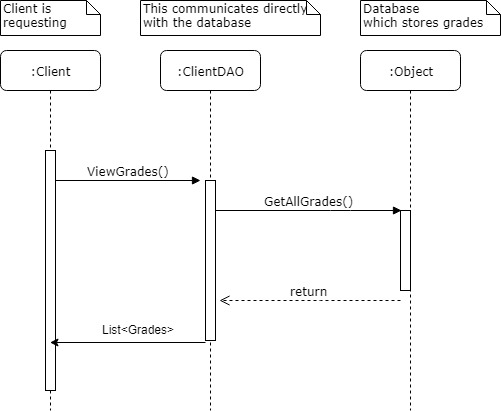 Client is
requesting
This communicates directly
with the database
Database
which stores grades
:Client
:ClientDAO
:Object
ViewGrades()
GetAllGrades()
return
List<Grades>